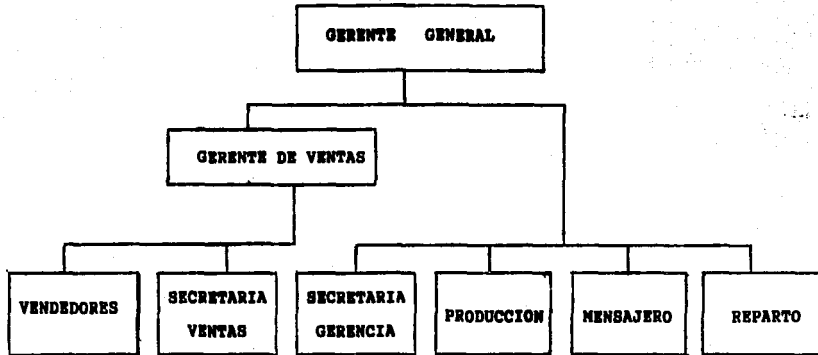 GERENTE GENERAL
GERENTE DE VENTAS
VENDEDORES
SECRETARIA
VENTAS
SECRETARIA
GERENCIA
PRODUCCION
MENSAJERO
REPARTO